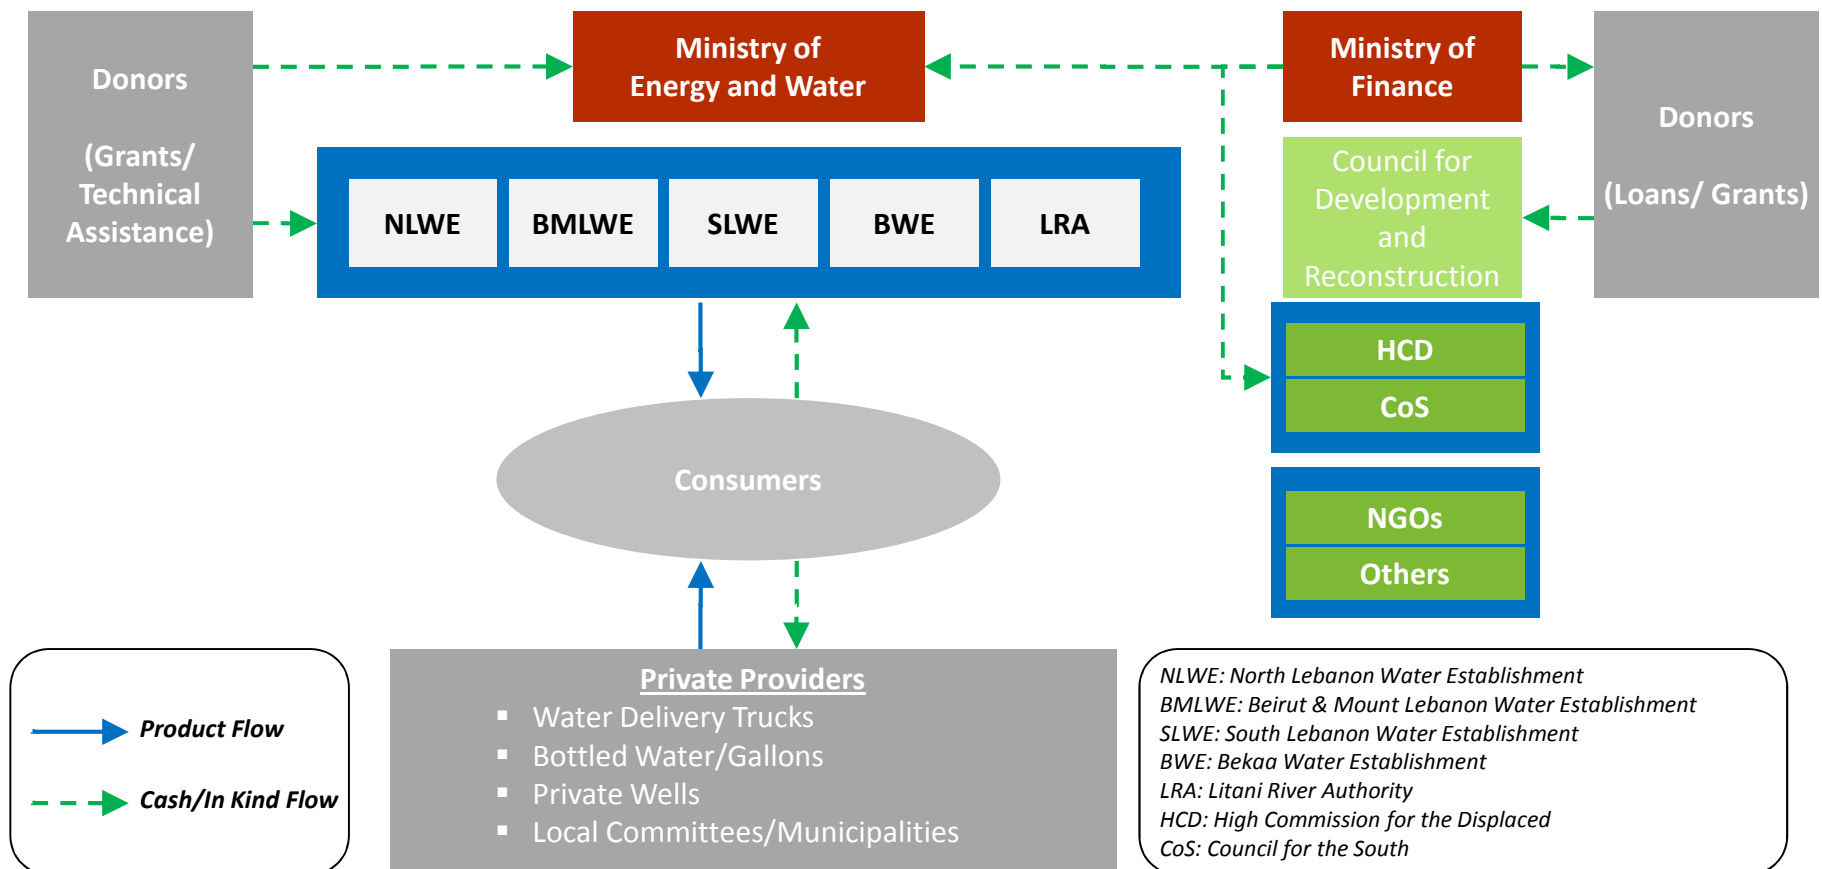 Donors
(Grants/
Technical
Assistance)
Ministry of
Energy and Water
Ministry of
Finance
Donors
(Loans/ Grants)
Council for
Development
and
Reconstruction
NLWE
BMLWE
SLWE
BWE
LRA
HCD
CoS
Consumers
NGOs
Others
Product Flow
Cash/In Kind Flow
Private Providers
▪ Water Delivery Trucks
▪ Bottled Water/Gallons
▪ Private Wells
▪ Local Committees/Municipalities
NLWE: North Lebanon Water Establishment
BMLWE: Beirut & Mount Lebanon Water Establishment
SLWE: South Lebanon Water Establishment
BWE: Bekaa Water Establishment
LRA: Litani River Authority
HCD: High Commission for the Displaced
CoS: Council for the South